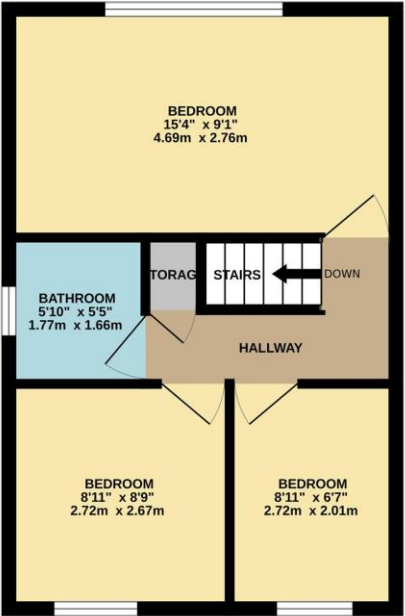 BEDROOM
15'4" x 9'1"
4.69m x 2.76m
TORAG
STAIRS
DOWN
BATHROOM
5'10" x 5'5"
1.77m x 1.66m
HALLWAY
BEDROOM
8'11" x 8'9"
2.72m x 2.67m
BEDROOM
8'11" x 6'7"
2.72m x 2.01m